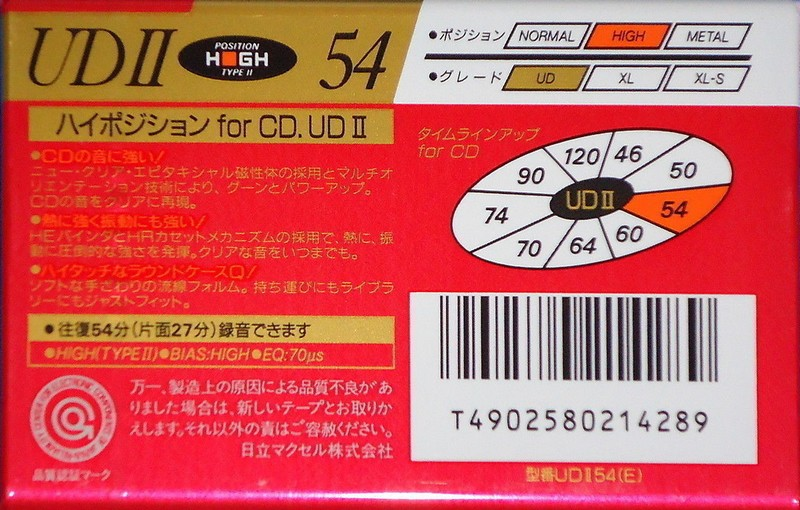 UDⅡ POSITION HIGH TYPE Ⅱ 54
●ポジション NORMAL HIGH METAL
●グレード UD XL XL-S
ハイポジション for CD. UDⅡ
●CDの音に強い!
ニュー・クリア・エピタキシャル磁性体の採用とマルチオ
リエンテーション技術により、グーンとパワーアップ。
CDの音をクリアに再現。
●熱に強く振動にも強い!
HEバインダとHRカセットメカニズムの採用で、熱に、振
動に圧倒的な強さを発揮。クリアな音をいつまでも。
●ハイタッチなラウンドケースQ!
ソフトな手ざわりの流線フォルム。持ち運びにもライブラ
リーにもジャストフィット。
●往復54分(片面27分)録音できます
●HIGH(TYPEⅡ)●BIAS:HIGH●EQ:70μs
万一、製造上の原因による品質不良があ
りました場合は、新しいテープとお取りか
えします。それ以外の責はご容赦ください。
日立マクセル株式会社
品質認証マーク
タイムラインアップ
for CD
46
50
54
60
64
70
74
90
120
UDⅡ
T4902580214289
型番UDⅡ54(E)